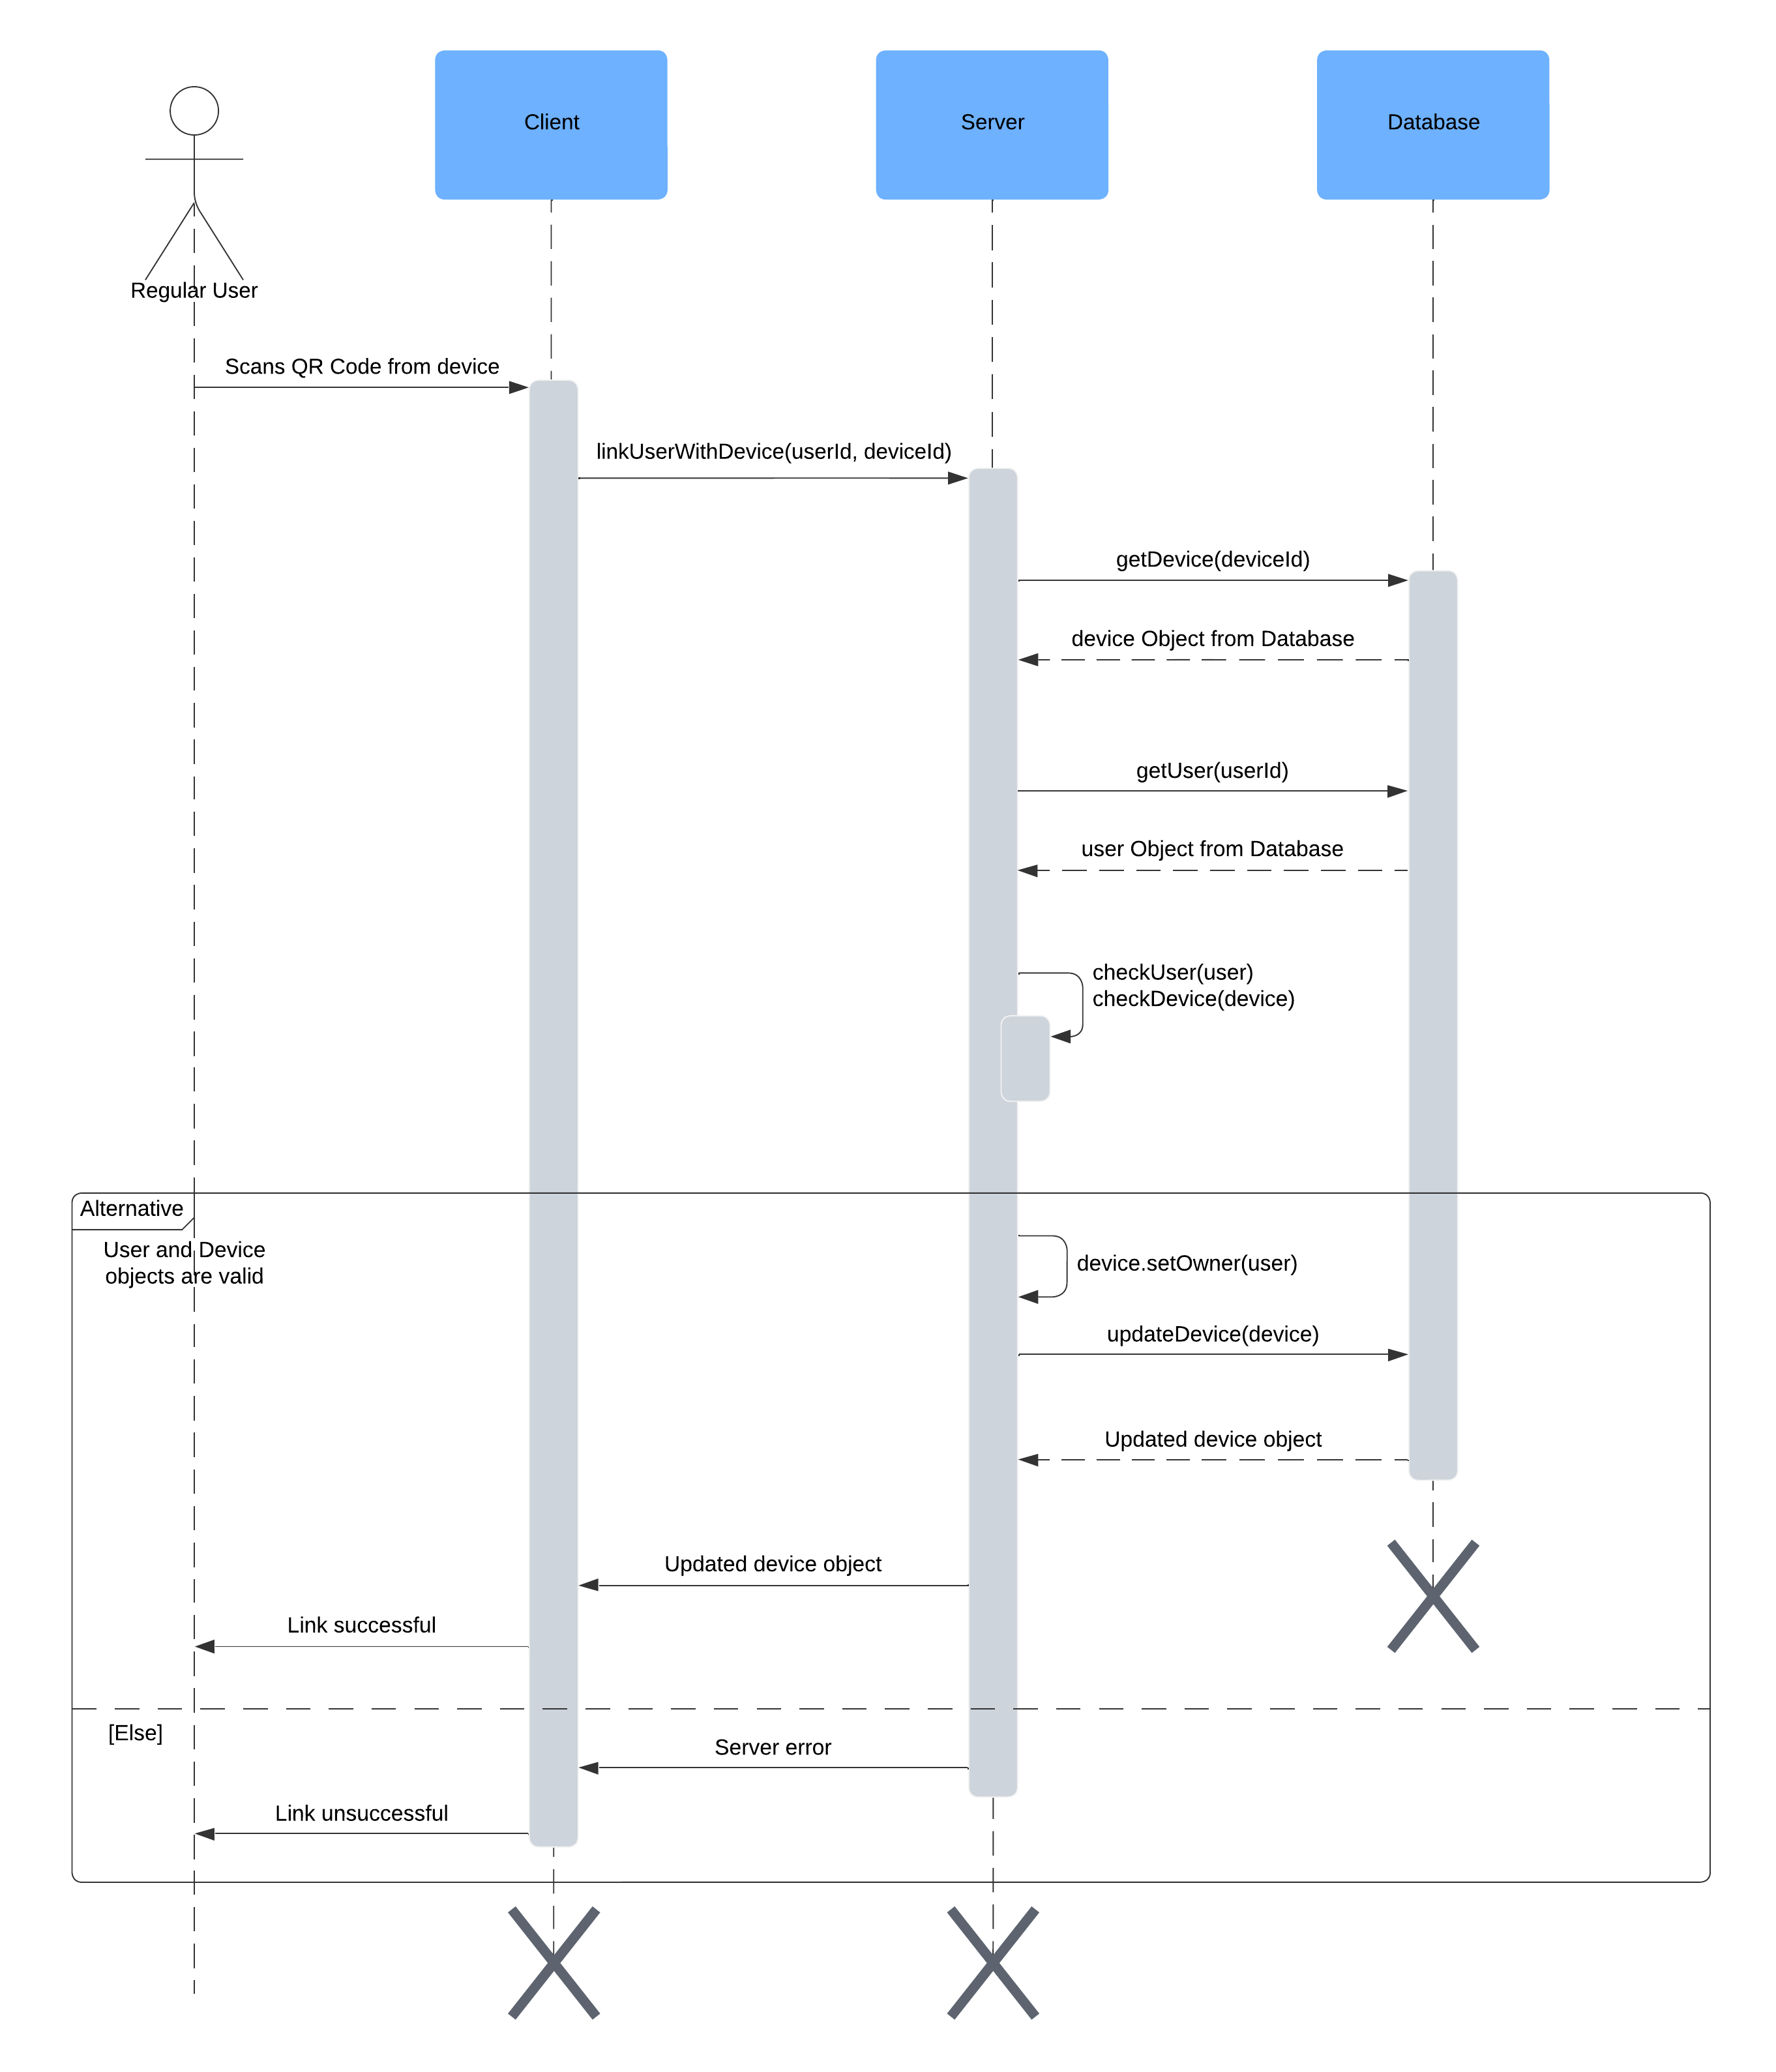 Client
Server
Database
Regular User
Scans QR Code from device
linkUserWithDevice(userId, deviceId)
getDevice(deviceId)
device Object from Database
getUser(userId)
user Object from Database
checkUser(user)
checkDevice(device)
Alternative
User and Device
objects are valid
device.setOwner(user)
updateDevice(device)
Updated device object
Updated device object
Link successful
[Else]
Server error
Link unsuccessful